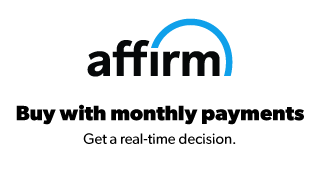 affirm
Buy with monthly payments
Get a real-time decision.